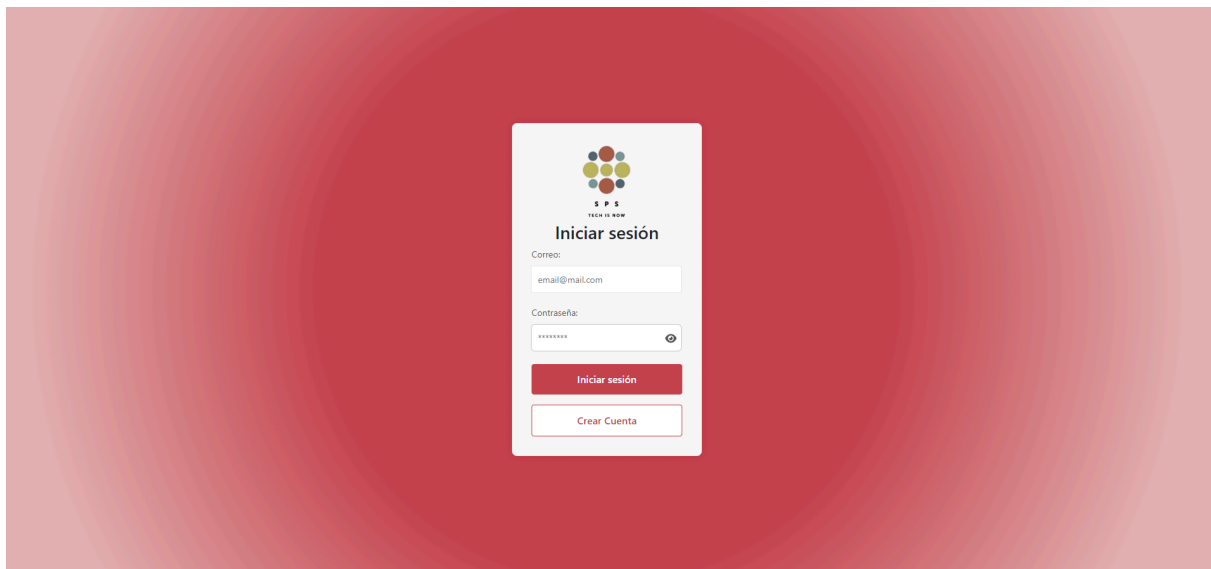 S P S
TECH IS NOW
Iniciar sesión
Correo:
email@mail.com
Contraseña:
********
Iniciar sesión
Crear Cuenta